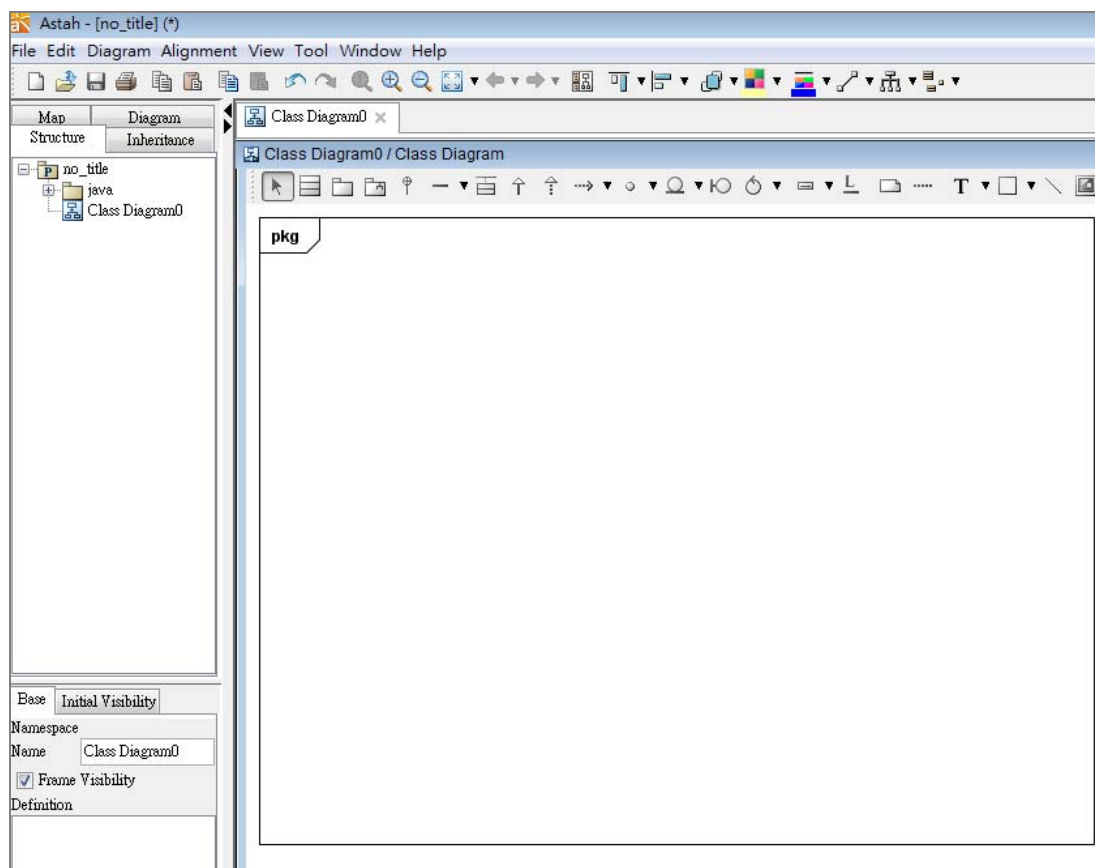 Astah - [no_title] (*)
File Edit Diagram Alignment View Tool Window Help
Map Diagram
Structure Inheritance
no_title
java
Class Diagram0
Class Diagram0
Class Diagram0 / Class Diagram
T
pkg
Base Initial Visibility
Namespace
Name Class Diagram0
Frame Visibility
Definition